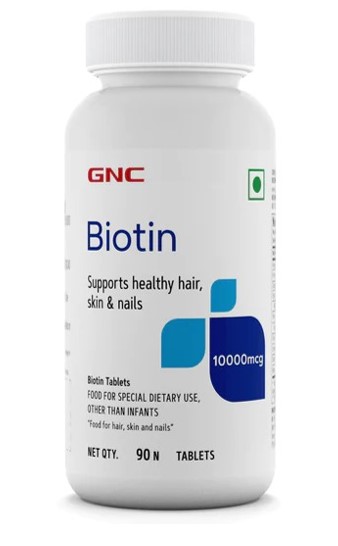 GNC
Biotin
Supports healthy hair,
skin & nails
10000mcg
Biotin Tablets
FOOD FOR SPECIAL DIETARY USE,
OTHER THAN INFANTS
"Food for hair, skin and nails"
NET QTY. 90 N TABLETS